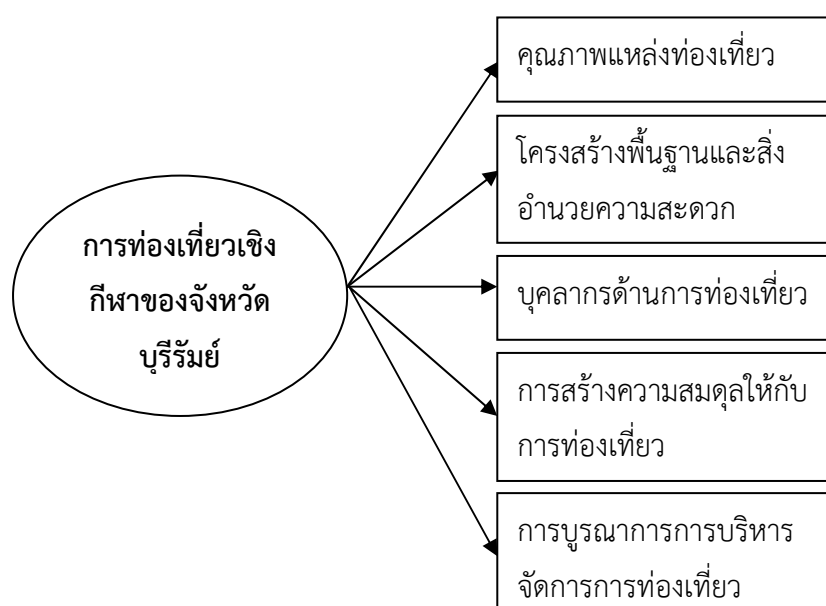 คุณภาพแหล่งท่องเที่ยว
โครงสร้างพื้นฐานและสิ่ง
อำนวยความสะดวก
การท่องเที่ยวเชิง
กีฬาของจังหวัด
บุรีรัมย์
บุคลากรด้านการท่องเที่ยว
การสร้างความสมดุลให้กับ
การท่องเที่ยว
การบูรณาการการบริหาร
จัดการการท่องเที่ยว